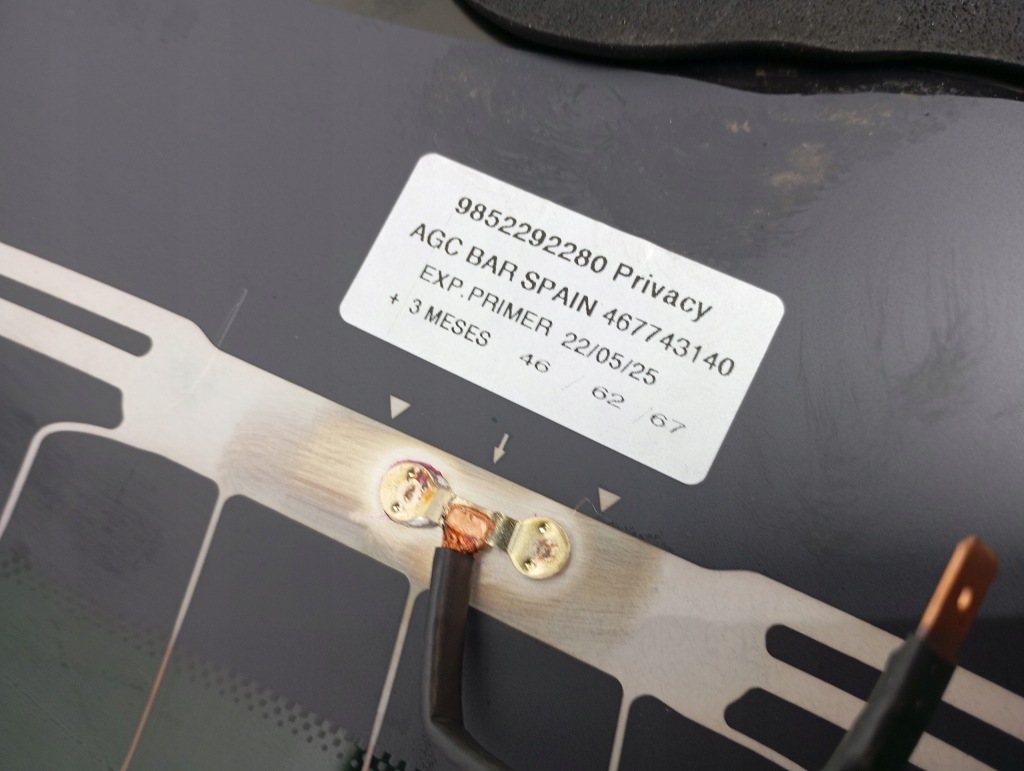 9852292280 Privacy
AGC BAR SPAIN 467743140
EXP.PRIMER 22/05/25
+ 3 MESES 46 / 62 / 67